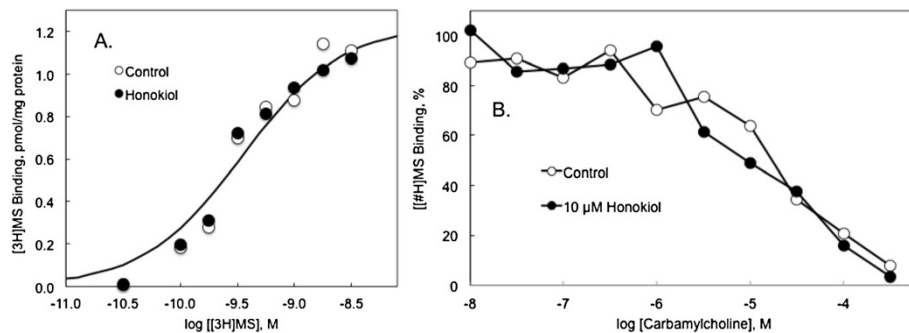 A.
Control
Honokiol
[3H]MS Binding, pmol/mg protein
1.2
1.0
0.8
0.6
0.4
0.2
0.0
-11.0 -10.5 -10.0 -9.5 -9.0 -8.5
log [[3H]MS], M
B.
Control
10 µM Honokiol
[[#H]MS Binding, %
100
80
60
40
20
0
-8 -7 -6 -5 -4
log [Carbamylcholine], M